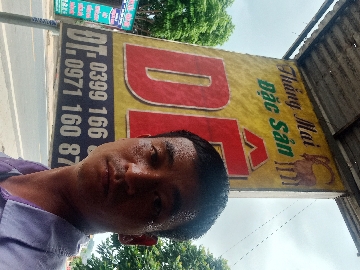 Thắng Mai
Đặc Sản
DÊ
ĐT. 0399 166
0971 160 87